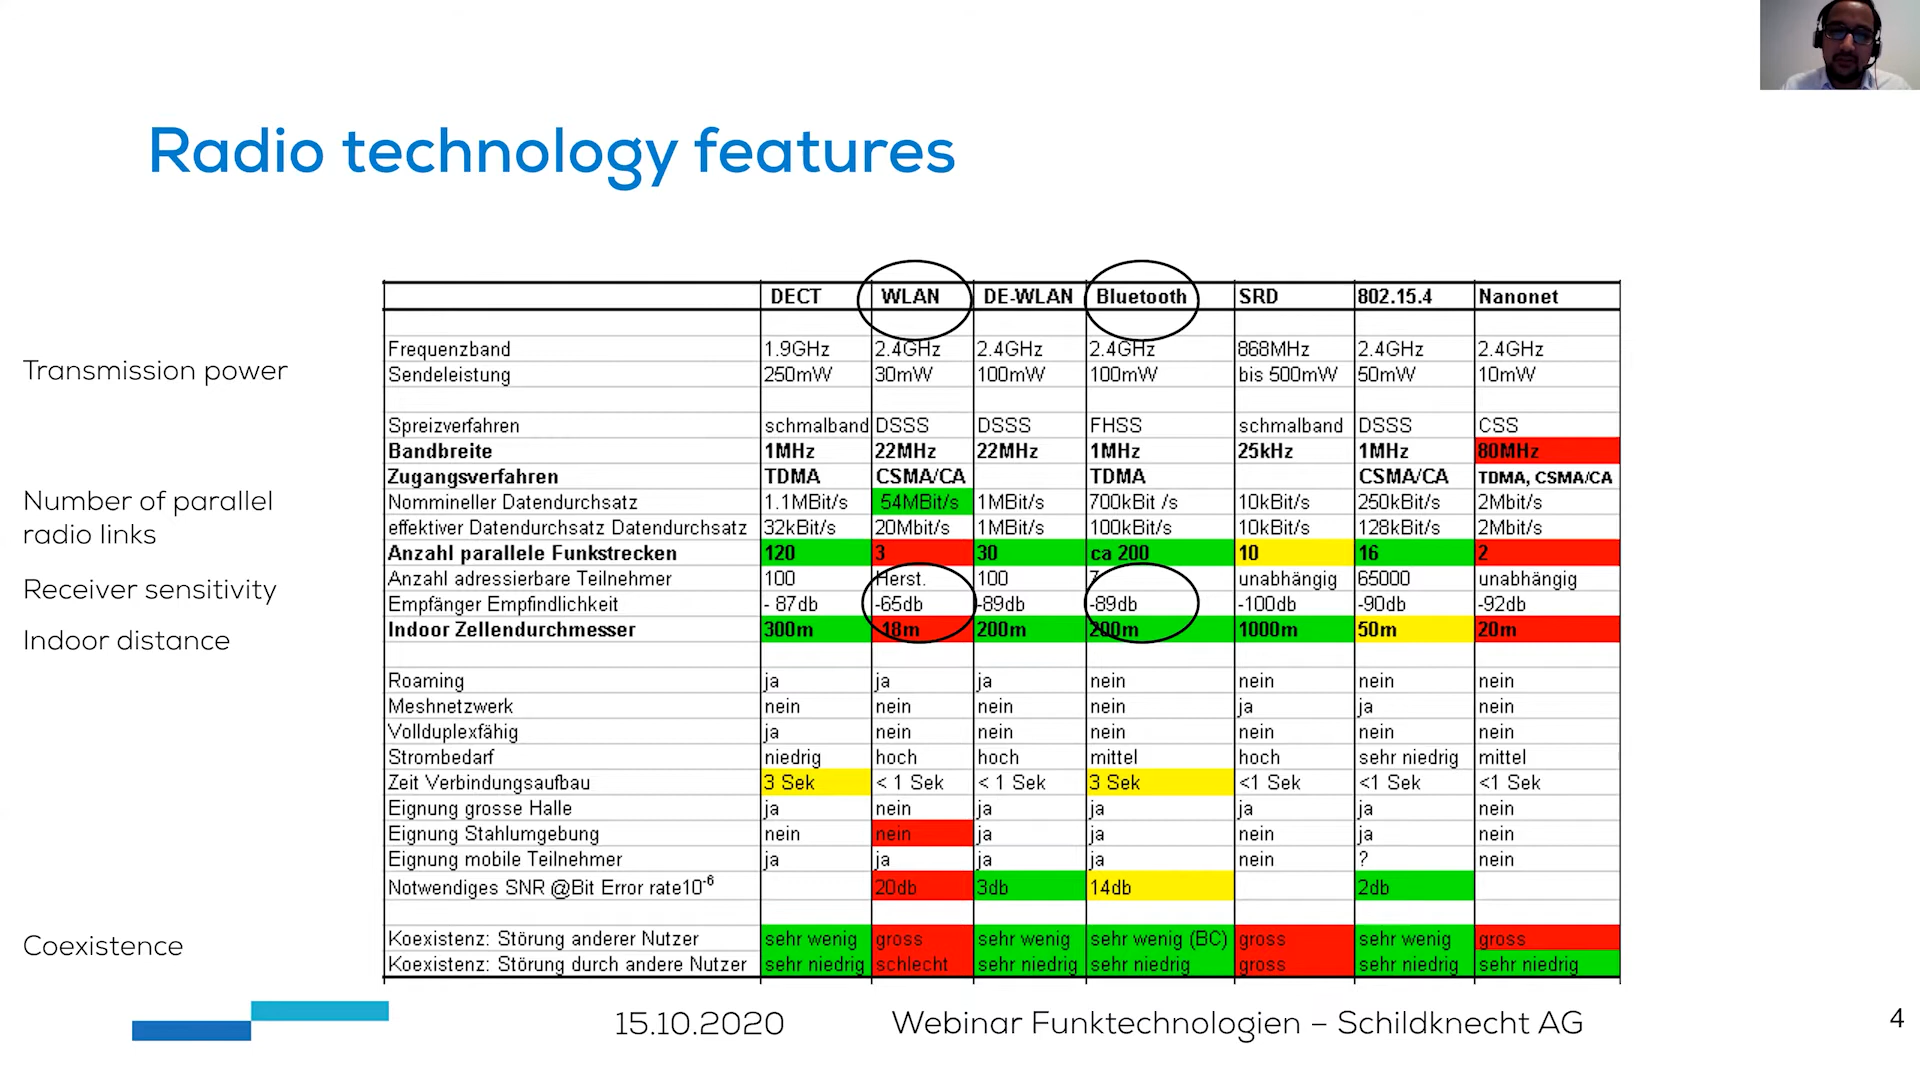 Radio technology features
DECT WLAN DE-WLAN Bluetooth SRD 802.15.4 Nanonet
Frequenzband 1.9GHz 2.4GHz 2.4GHz 2.4GHz 868MHz 2.4GHz 2.4GHz
Transmission power
Sendeleistung 250mW 30mW 100mW 100mW bis 500mW 50mW 10mW
Spreizverfahren schmalband DSSS DSSS FHSS schmalband DSSS CSS
Bandbreite 1MHz 22MHz 22MHz 1MHz 25kHz 1MHz 80MHz
Zugangsverfahren TDMA CSMA/CA TDMA CSMA/CA TDMA, CSMA/CA
Number of parallel
radio links
Nommineller Datendurchsatz 1.1MBit/s 54MBit/s 1MBit/s 700kBit /s 10kBit/s 250kBit/s 2Mbit/s
effektiver Datendurchsatz Datendurchsatz 32kBit/s 20Mbit/s 1MBit/s 100kBit/s 10kBit/s 128kBit/s 2Mbit/s
Anzahl parallele Funkstrecken 120 3 30 ca 200 10 16 2
Anzahl adressierbare Teilnehmer 100 Herst. 100 7 unabhängig 65000 unabhängig
Receiver sensitivity
Empfänger Empfindlichkeit - 87db -65db -89db -89db -100db -90db -92db
Indoor distance
Indoor Zellendurchmesser 300m 18m 200m 200m 1000m 50m 20m
Roaming ja ja ja nein nein nein nein
Meshnetzwerk nein nein nein nein ja ja nein
Vollduplexfähig ja nein nein nein nein nein nein
Strombedarf niedrig hoch hoch mittel hoch sehr niedrig mittel
Zeit Verbindungsaufbau 3 Sek < 1 Sek < 1 Sek 3 Sek <1 Sek <1 Sek <1 Sek
Eignung grosse Halle ja nein ja ja ja ja nein
Eignung Stahlumgebung nein nein ja ja nein ja nein
Eignung mobile Teilnehmer ja ja ja ja nein ? nein
Notwendiges SNR @Bit Error rate10-6 20db 3db 14db 2db
Coexistence
Koexistenz: Störung anderer Nutzer sehr wenig gross sehr wenig sehr wenig (BC) gross sehr wenig gross
Koexistenz: Störung durch andere Nutzer sehr niedrig schlecht sehr niedrig sehr niedrig gross sehr niedrig sehr niedrig
15.10.2020 Webinar Funktechnologien – Schildknecht AG 4